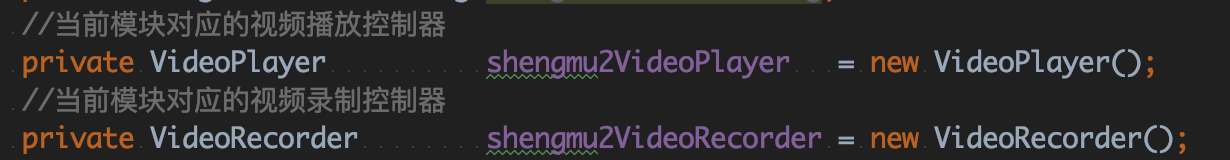 //当前模块对应的视频播放控制器
private VideoPlayer shengmu2VideoPlayer = new VideoPlayer();
//当前模块对应的视频录制控制器
private VideoRecorder shengmu2VideoRecorder = new VideoRecorder();